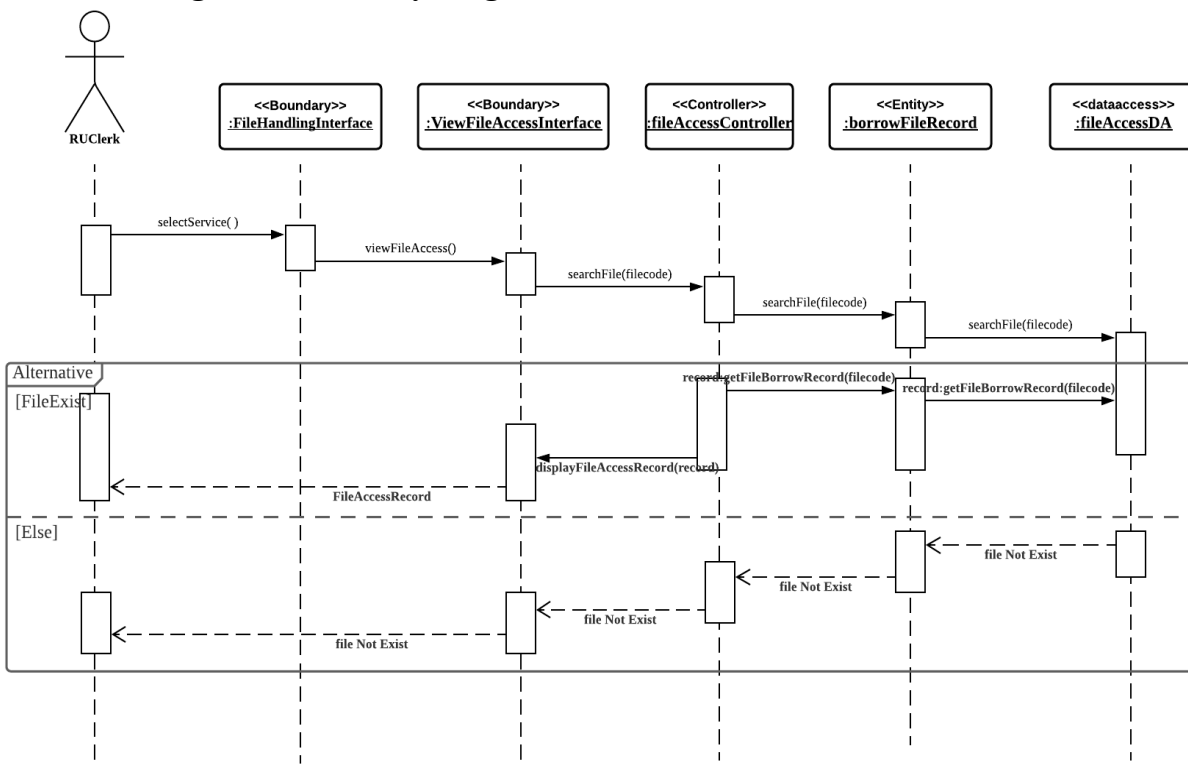 <<Boundary>>
:FileHandlingInterface
<<Boundary>>
:ViewFileAccessInterface
<<Controller>>
:fileAccessController
<<Entity>>
:borrowFileRecord
<<dataaccess>>
:fileAccessDA
RUClerk
selectService( )
viewFileAccess()
searchFile(filecode)
searchFile(filecode)
searchFile(filecode)
Alternative
[FileExist]
record:getFileBorrowRecord(filecode)
record:getFileBorrowRecord(filecode)
displayFileAccessRecord(record)
FileAccessRecord
[Else]
file Not Exist
file Not Exist
file Not Exist
file Not Exist